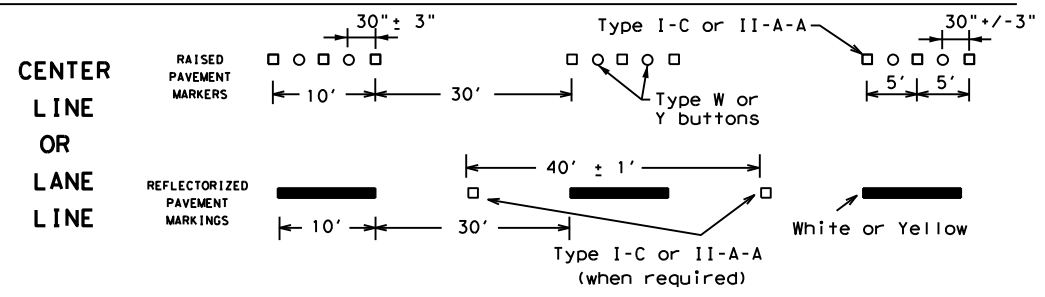 CENTER
LINE
OR
LANE
LINE
RAISED
PAVEMENT
MARKERS
30"± 3"
10'
30'
Type I-C or II-A-A
Type W or
Y buttons
30"+/-3"
5'
5'
REFLECTORIZED
PAVEMENT
MARKINGS
10'
30'
40' ± 1'
Type I-C or II-A-A
(when required)
White or Yellow